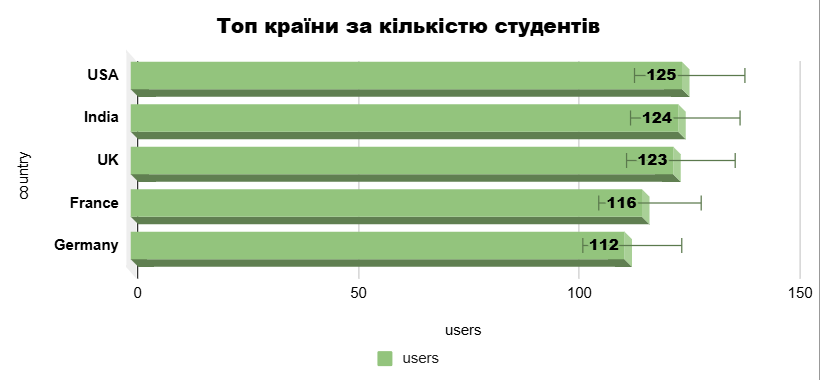 Топ країни за кількістю студентів
country
USA 125
India 124
UK 123
France 116
Germany 112
0 50 100 150
users
users